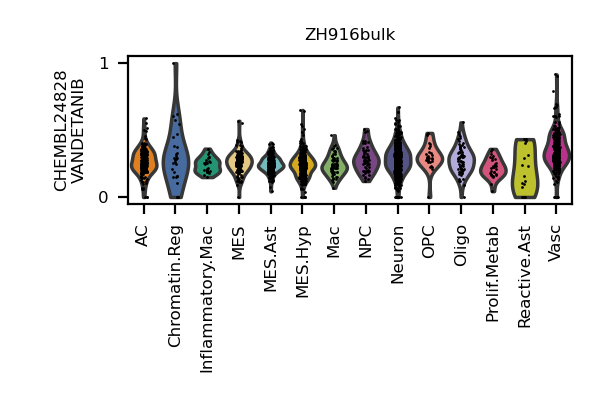 ZH916bulk
CHEMBL24828
VANDETANIB
1
0
AC
Chromatin.Reg
Inflammatory.Mac
MES
MES.Ast
MES.Hyp
Mac
NPC
Neuron
OPC
Oligo
Prolif.Metab
Reactive.Ast
Vasc